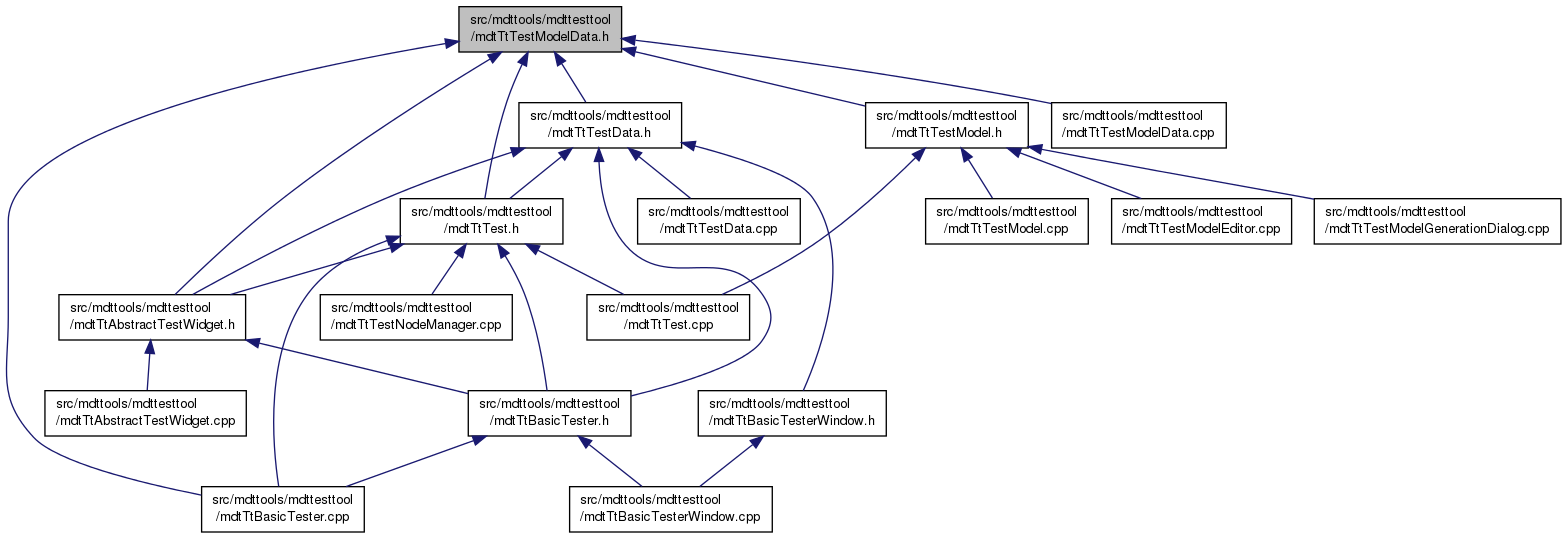 src/mdttools/mdttesttool
/mdtTtTestModelData.h
src/mdttools/mdttesttool
/mdtTtTestData.h
src/mdttools/mdttesttool
/mdtTtTestModel.h
src/mdttools/mdttesttool
/mdtTtTestModelData.cpp
src/mdttools/mdttesttool
/mdtTtTest.h
src/mdttools/mdttesttool
/mdtTtTestData.cpp
src/mdttools/mdttesttool
/mdtTtTestModel.cpp
src/mdttools/mdttesttool
/mdtTtTestModelEditor.cpp
src/mdttools/mdttesttool
/mdtTtTestModelGenerationDialog.cpp
src/mdttools/mdttesttool
/mdtTtAbstractTestWidget.h
src/mdttools/mdttesttool
/mdtTtTestNodeManager.cpp
src/mdttools/mdttesttool
/mdtTtTest.cpp
src/mdttools/mdttesttool
/mdtTtAbstractTestWidget.cpp
src/mdttools/mdttesttool
/mdtTtBasicTester.h
src/mdttools/mdttesttool
/mdtTtBasicTesterWindow.h
src/mdttools/mdttesttool
/mdtTtBasicTester.cpp
src/mdttools/mdttesttool
/mdtTtBasicTesterWindow.cpp